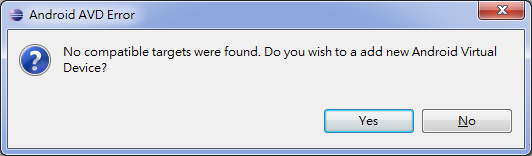 Android AVD Error
No compatible targets were found. Do you wish to a add new Android Virtual
Device?
Yes
No